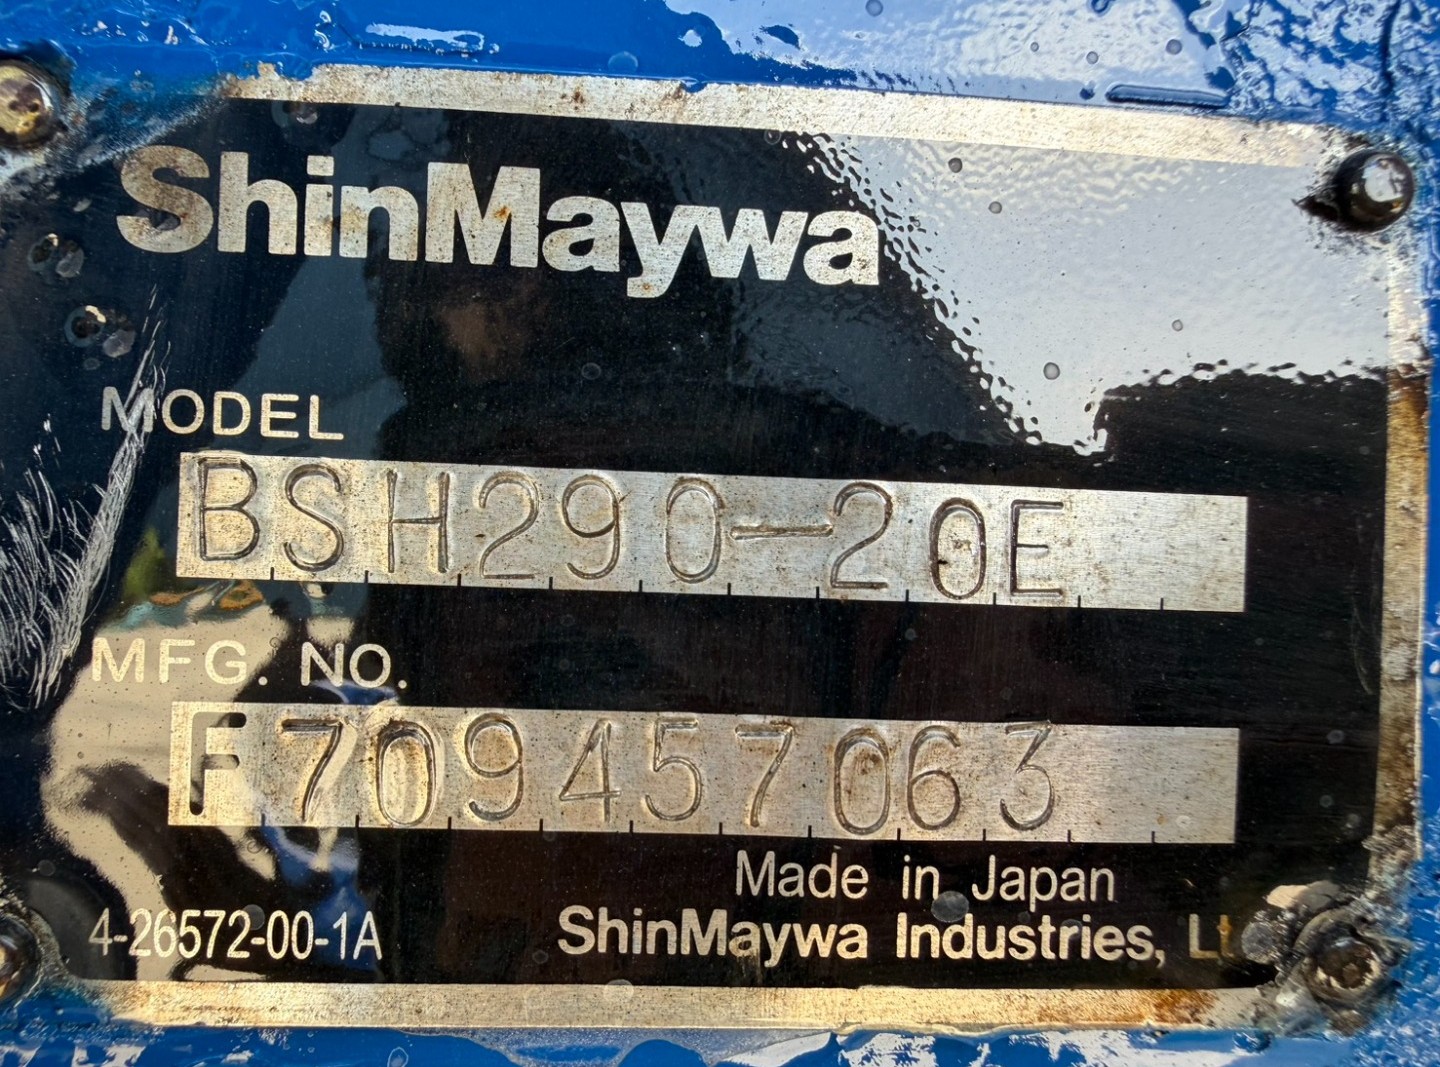 ShinMaywa
MODEL
BSH290-20E
MFG. NO.
F709457063
Made in Japan
4-26572-00-1A
ShinMaywa Industries,